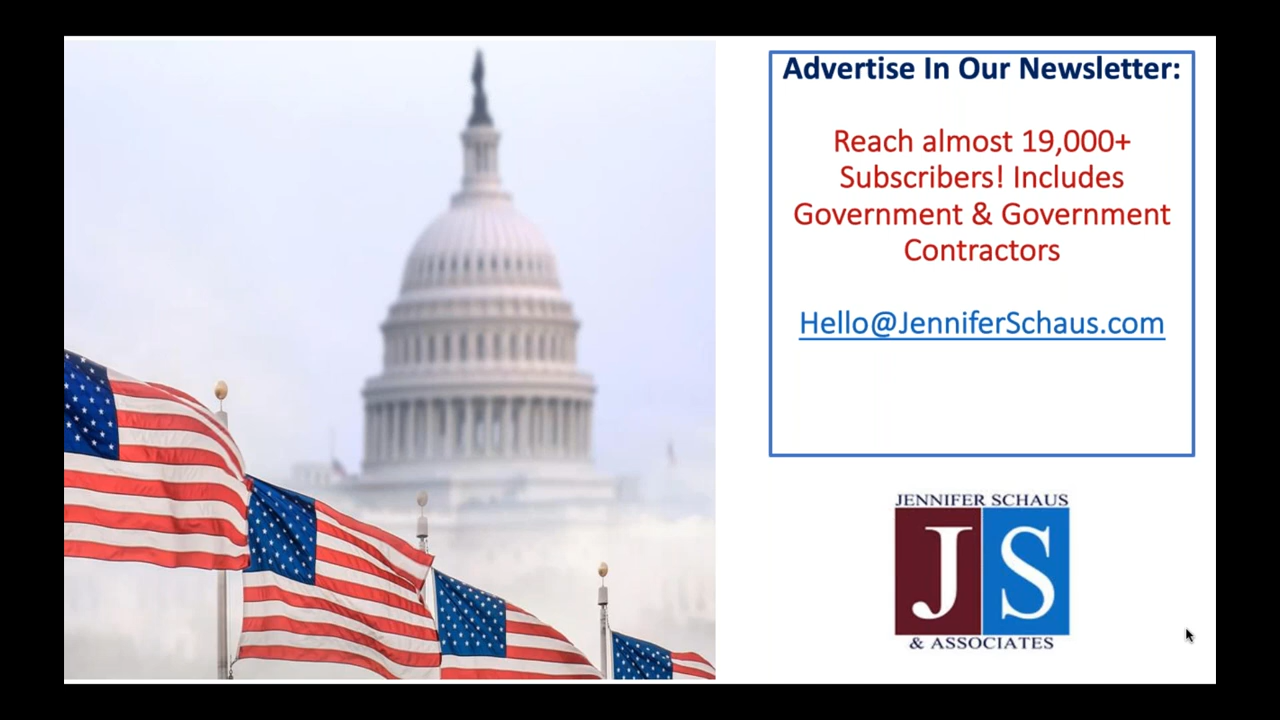 Advertise In Our Newsletter:
Reach almost 19,000+
Subscribers! Includes
Government & Government
Contractors
Hello@JenniferSchaus.com
JENNIFER SCHAUS
JS
& ASSOCIATES